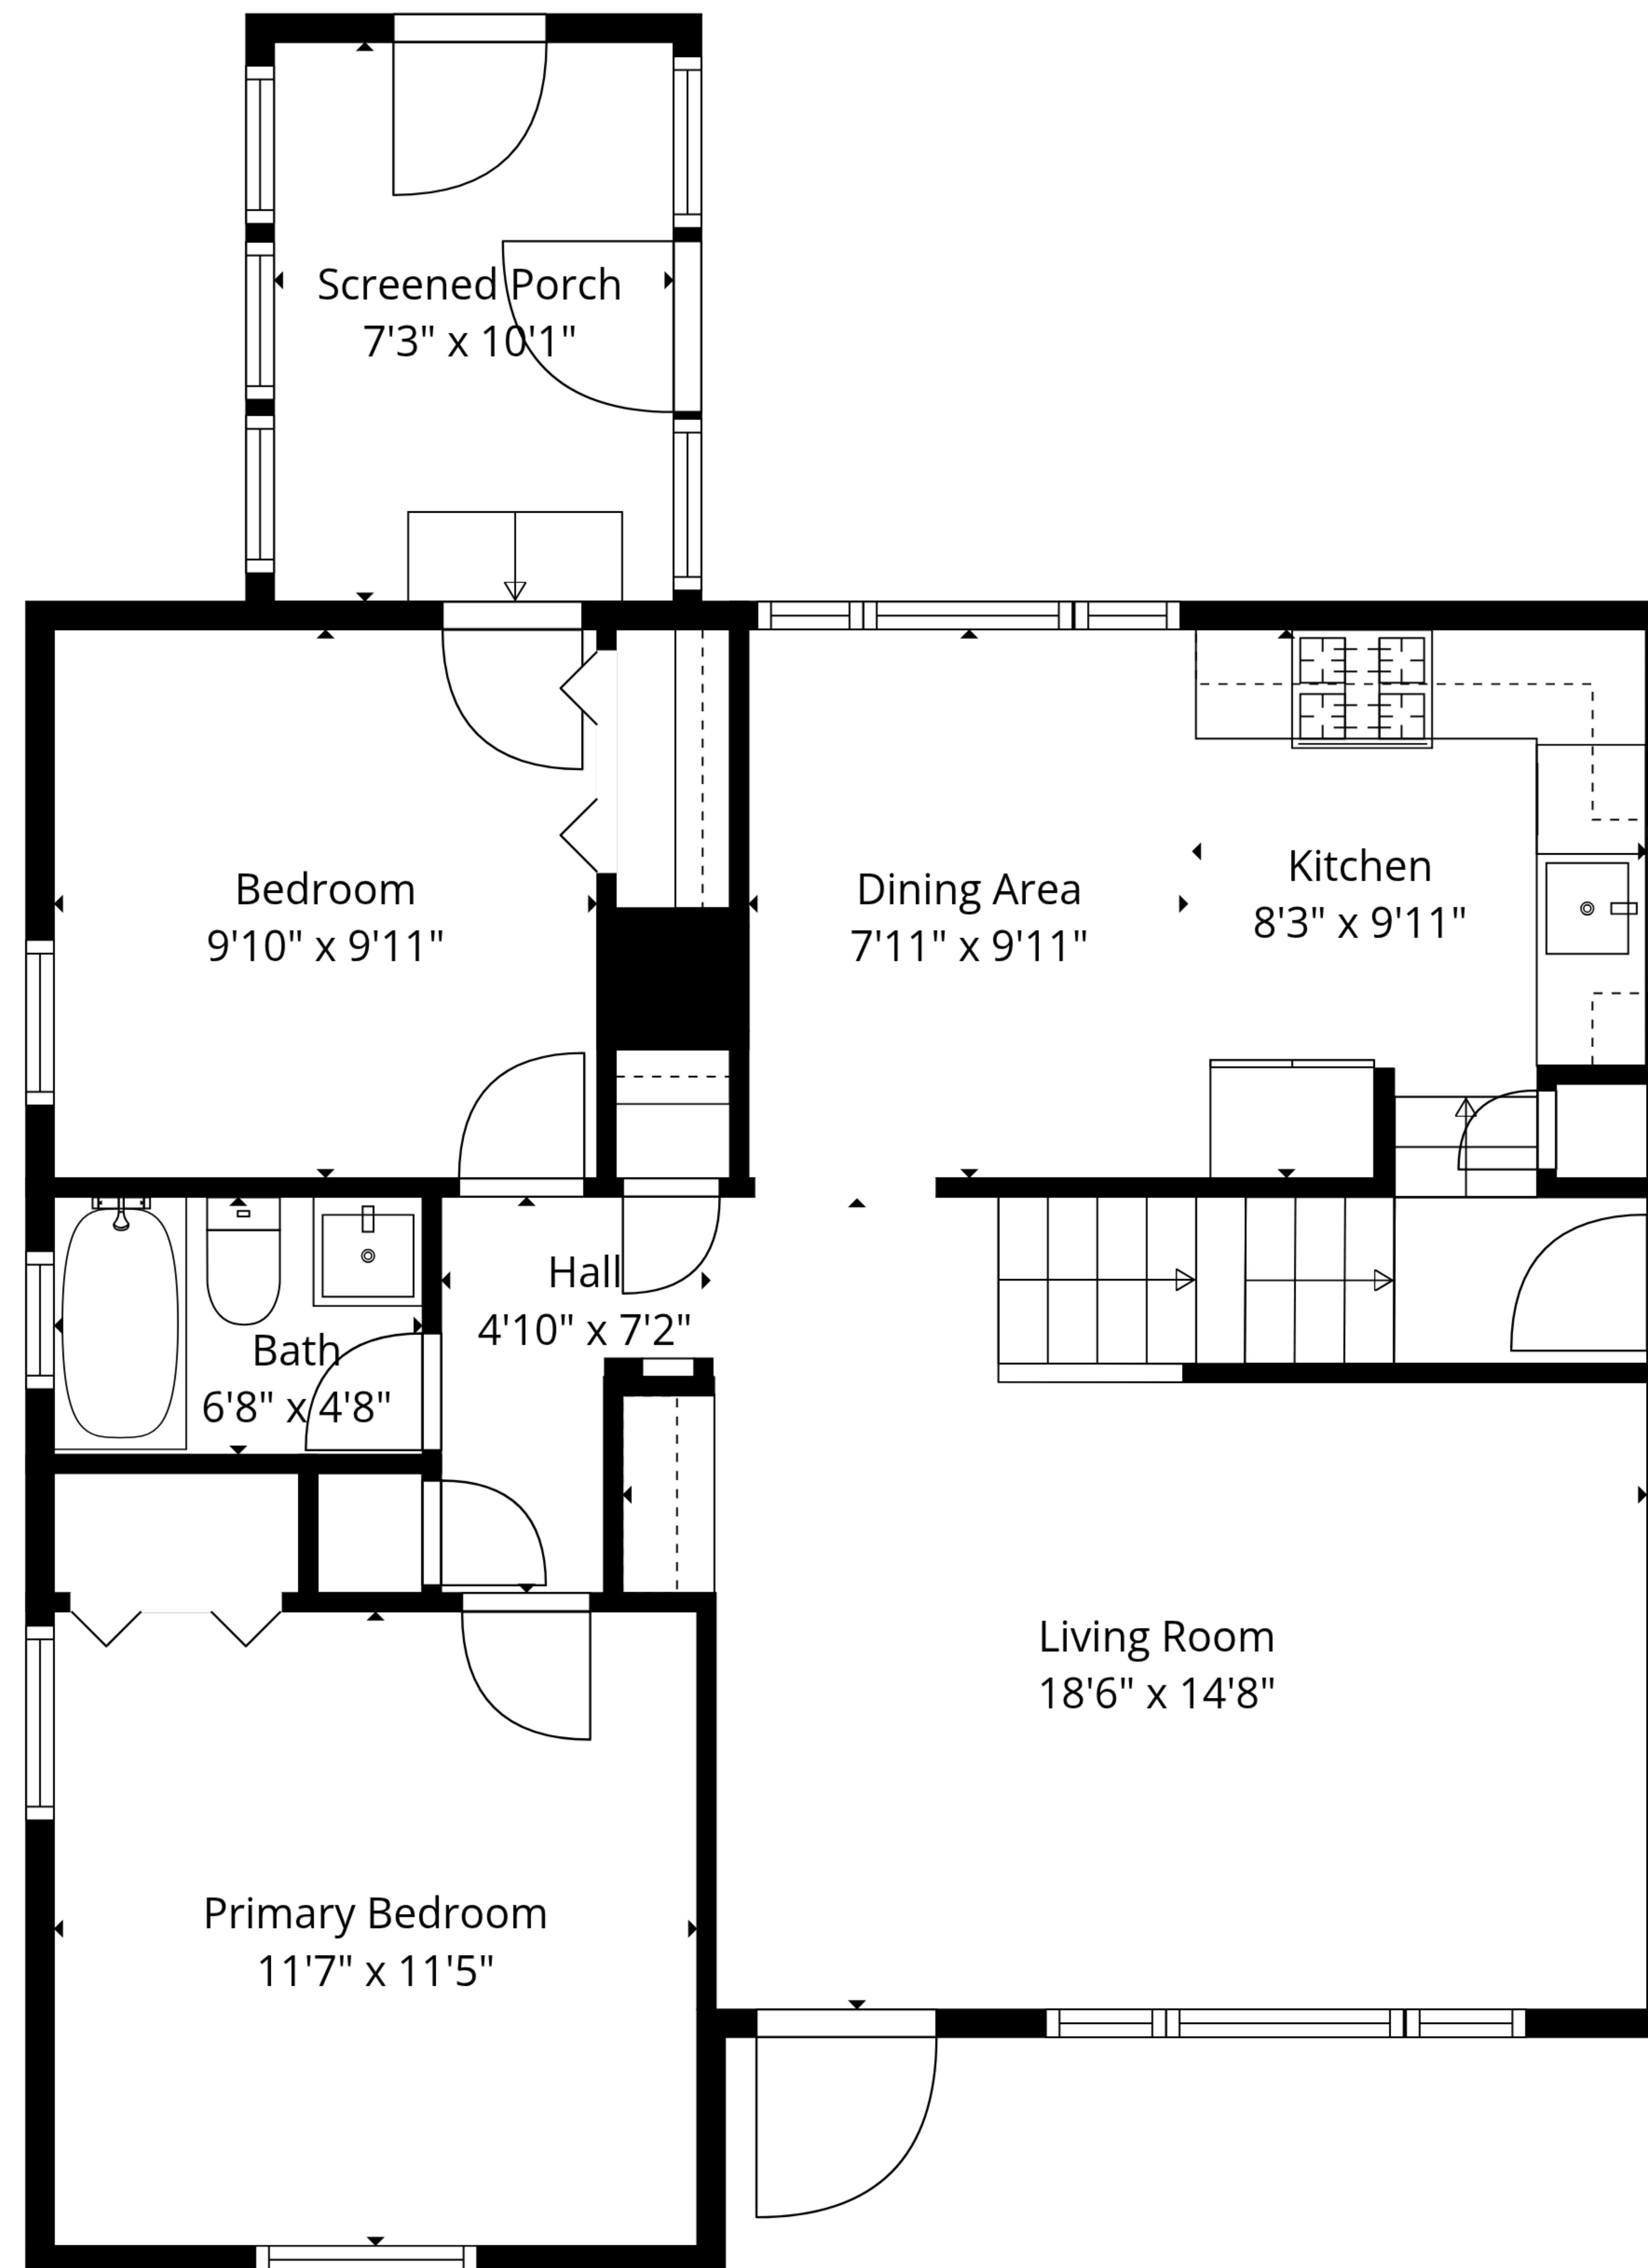 Screened Porch
7'3" x 10'1"
Bedroom
9'10" x 9'11"
Dining Area
7'11" x 9'11"
Kitchen
8'3" x 9'11"
Hall
4'10" x 7'2"
Bath
6'8" x 4'8"
Living Room
18'6" x 14'8"
Primary Bedroom
11'7" x 11'5"